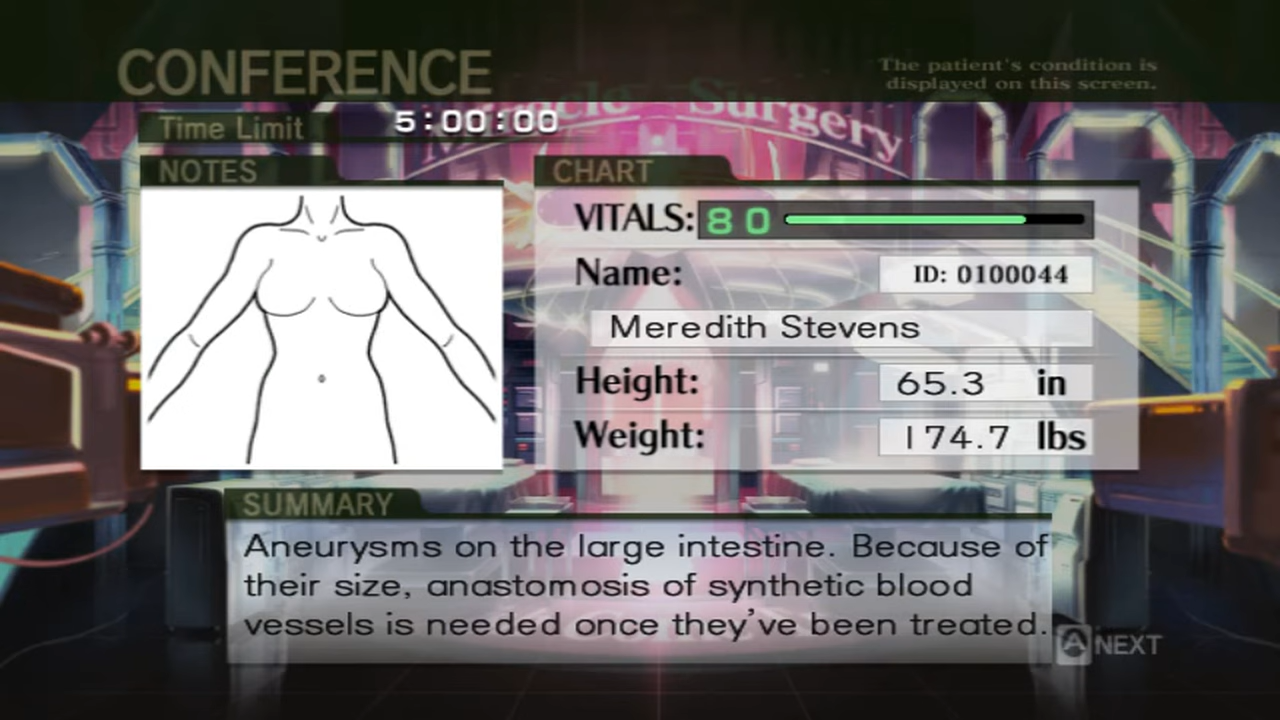 CONFERENCE
The patient's condition is
displayed on this screen.
Miracle Surgery
Time Limit 5:00:00
NOTES
CHART
VITALS: 80
Name: ID: 0100044
Meredith Stevens
Height: 65.3 in
Weight: 174.7 lbs
SUMMARY
Aneurysms on the large intestine. Because of
their size, anastomosis of synthetic blood
vessels is needed once they've been treated.
A NEXT